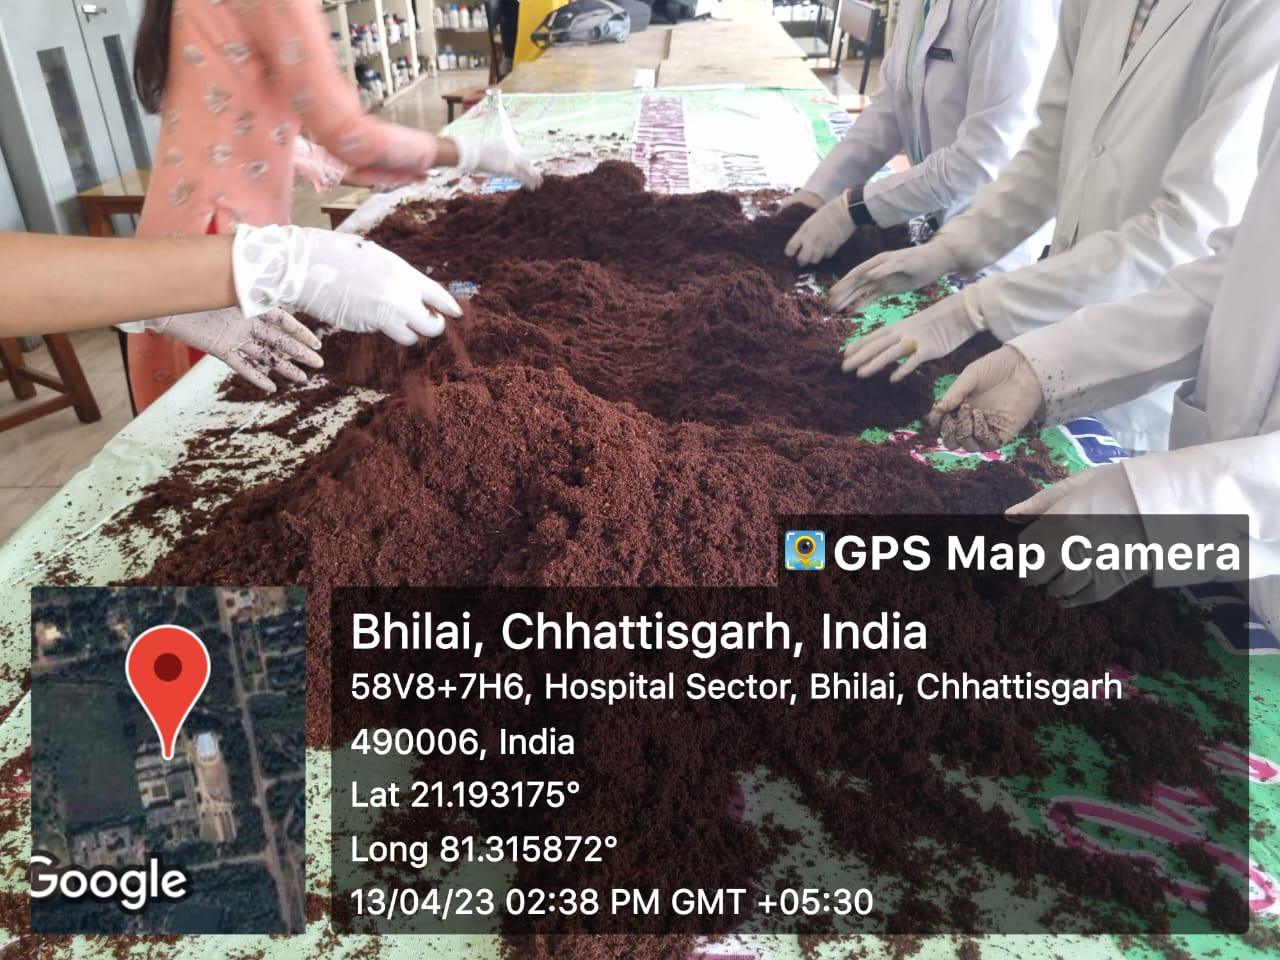 GPS Map Camera
Bhilai, Chhattisgarh, India
58V8+7H6, Hospital Sector, Bhilai, Chhattisgarh
490006, India
Lat 21.193175°
Long 81.315872°
13/04/23 02:38 PM GMT +05:30
Google